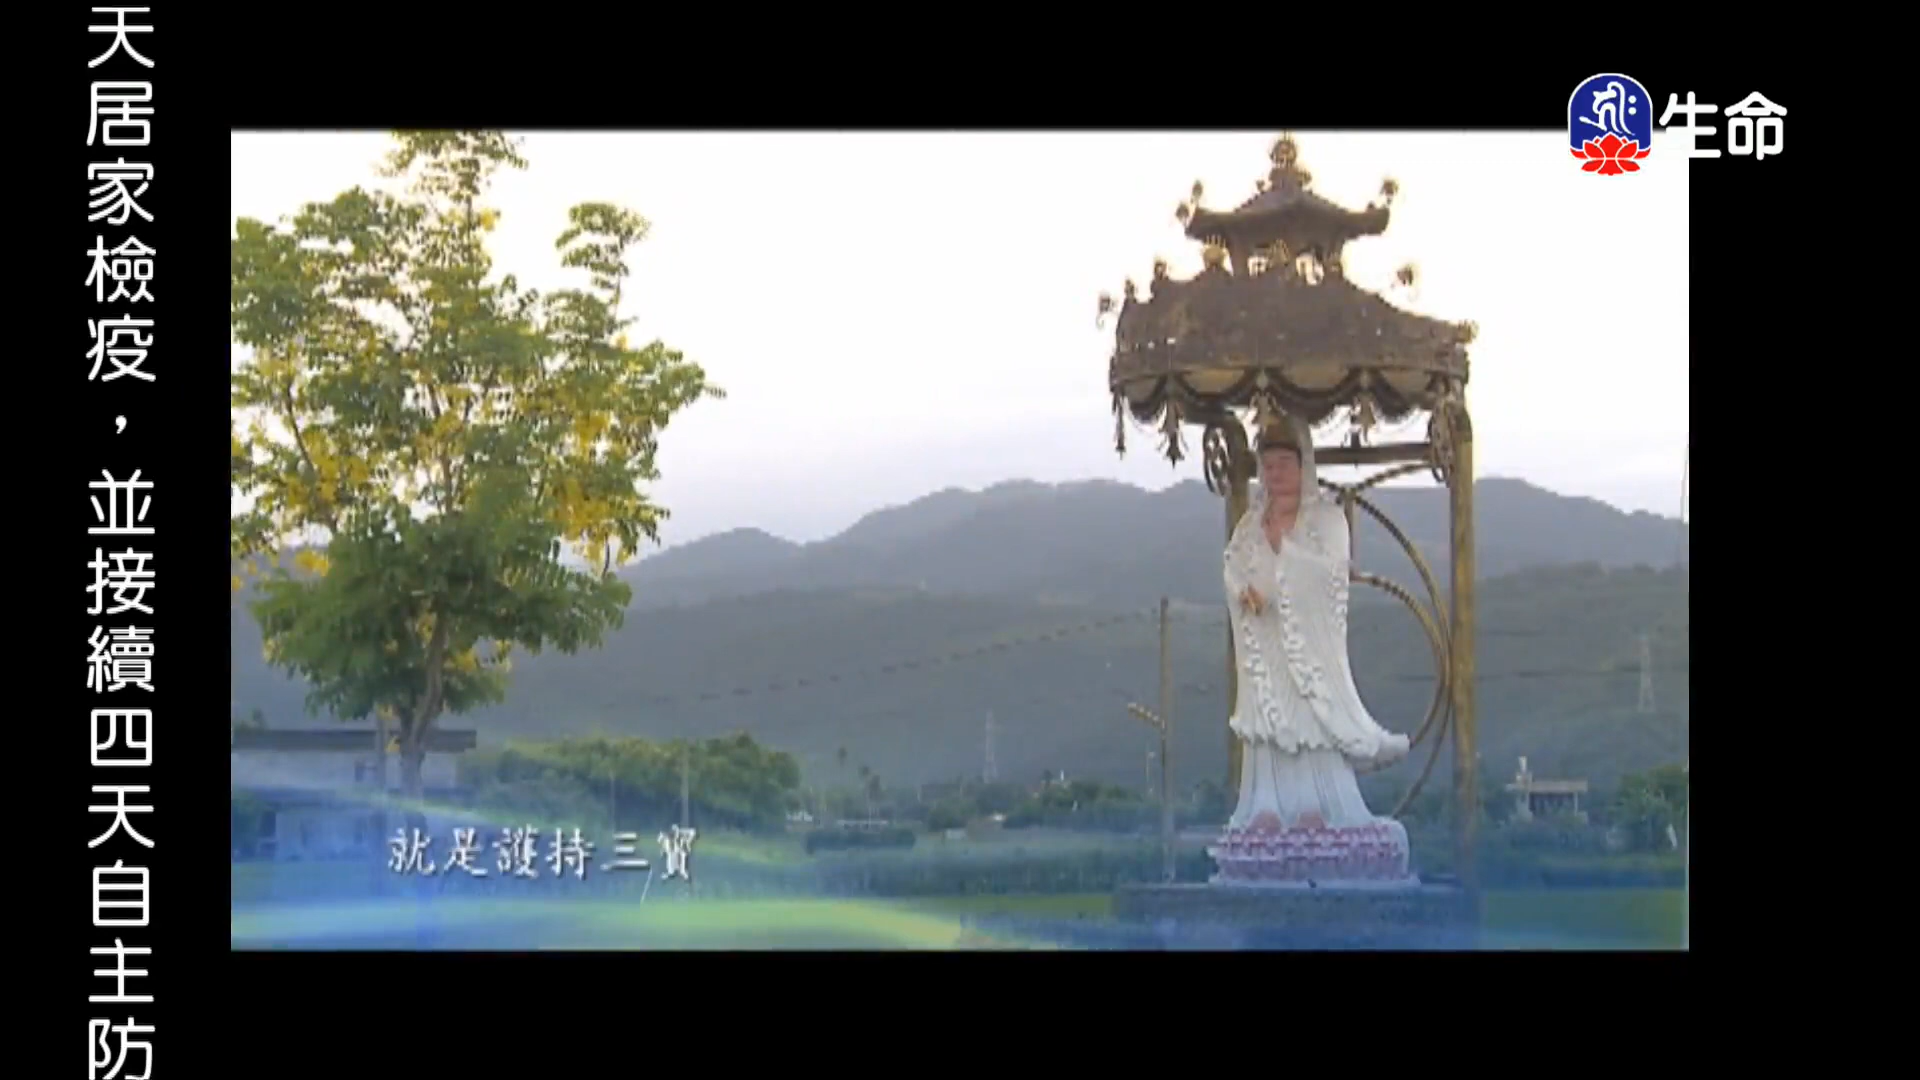 天居家檢疫，並接續四天自主防
生命
就是護持三寶